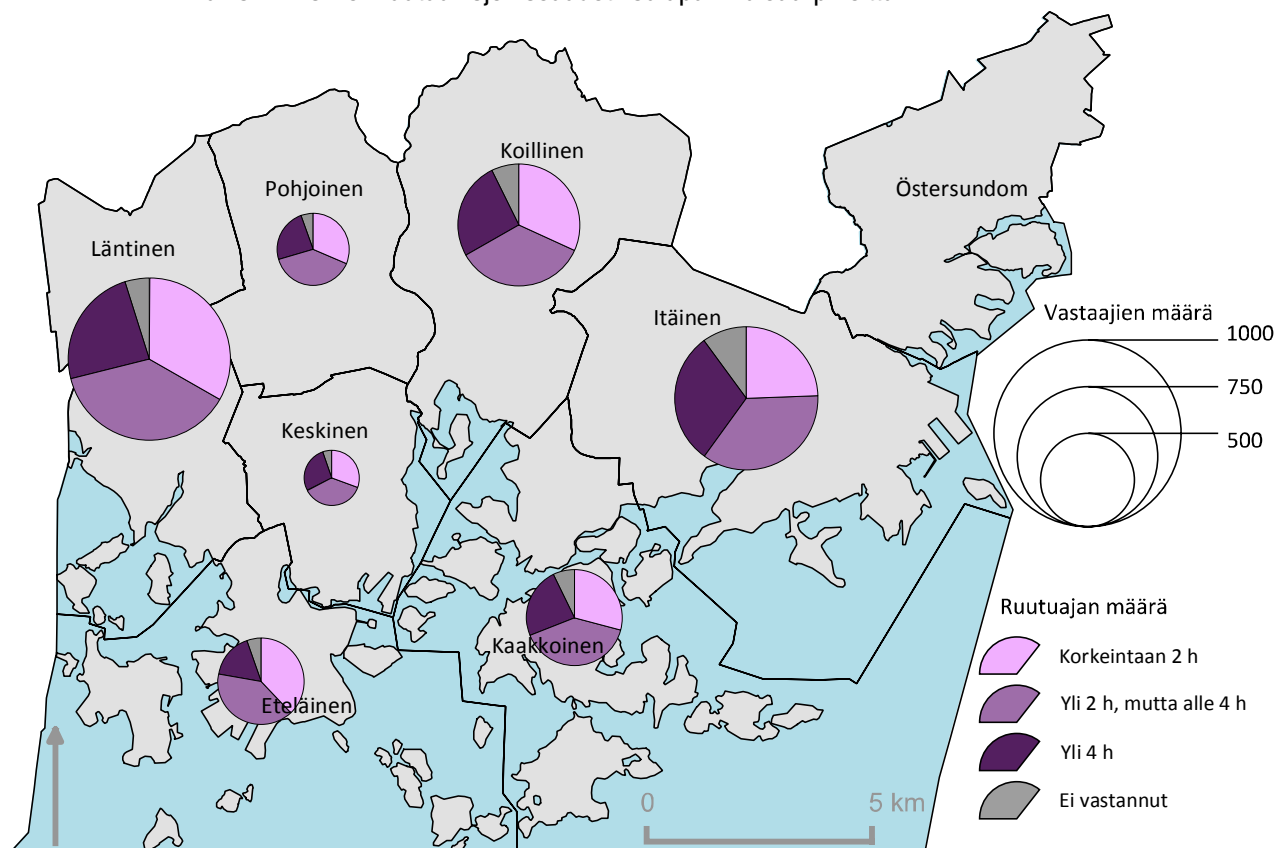 Koillinen
Pohjoinen
Östersundom
Läntinen
Itäinen
Vastaajien määrä
1000
750
500
Keskinen
Ruutuajan määrä
Kaakkoinen
Korkeintaan 2 h
Eteläinen
Yli 2 h, mutta alle 4 h
Yli 4 h
0
5 km
Ei vastannut